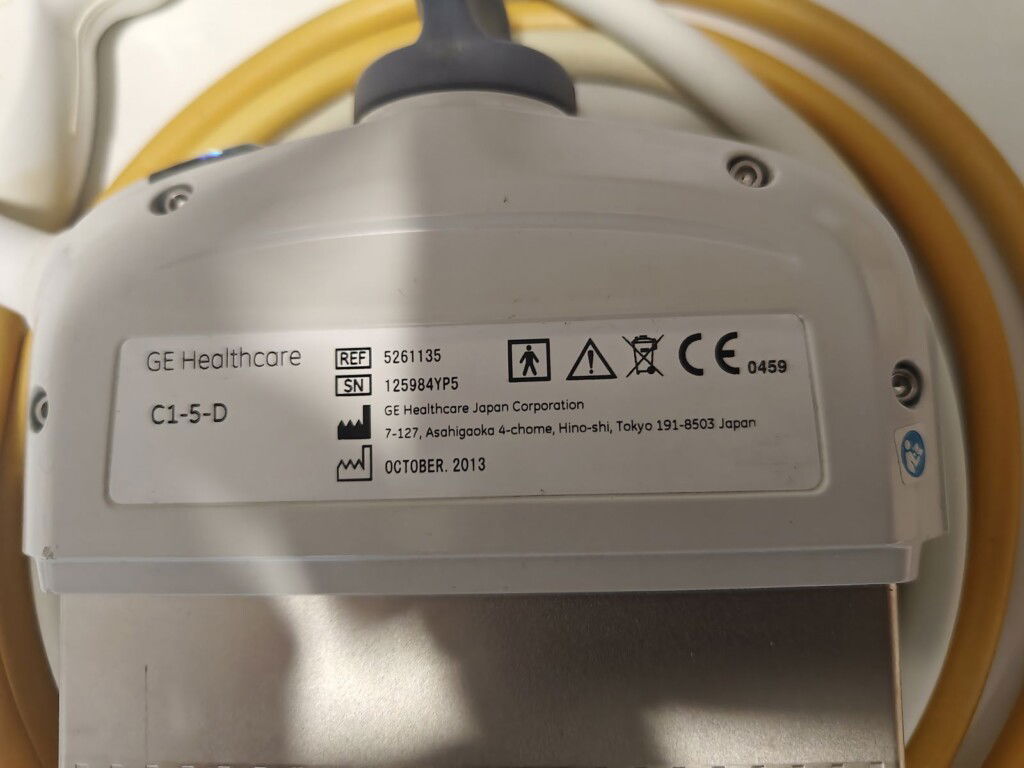 GE Healthcare
C1-5-D
REF 5261135
SN 125984YP5
GE Healthcare Japan Corporation
7-127, Asahigaoka 4-chome, Hino-shi, Tokyo 191-8503 Japan
OCTOBER. 2013
CE 0459